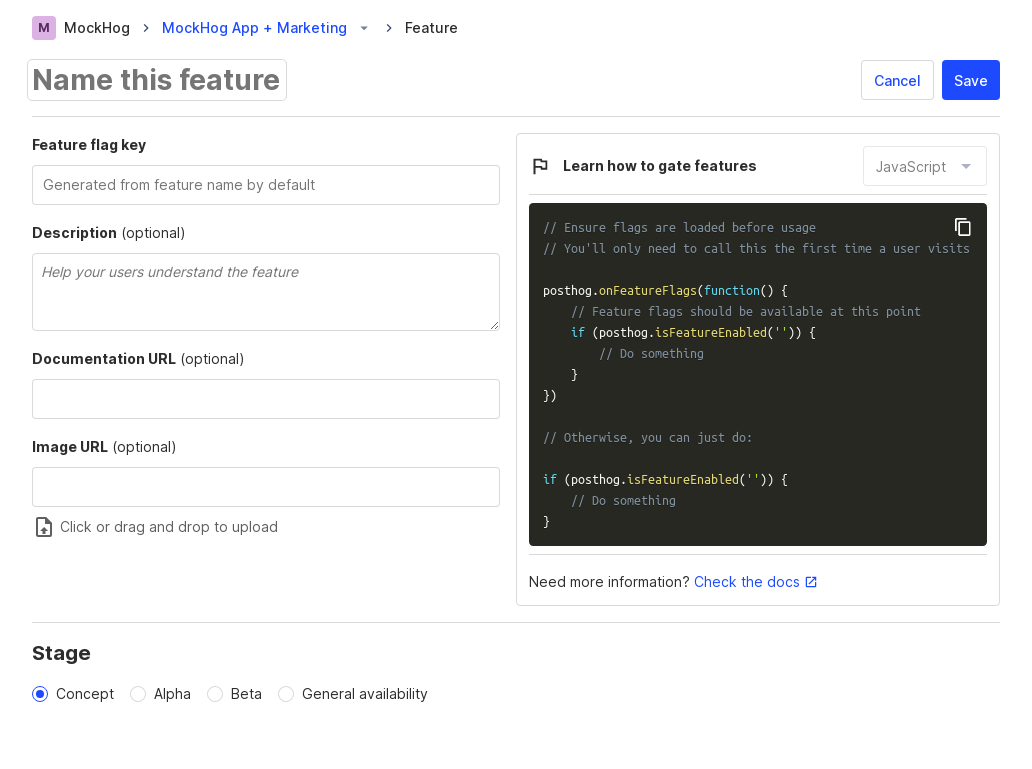 M MockHog MockHog App + Marketing Feature
Name this feature
Cancel Save
Feature flag key
Generated from feature name by default
Description (optional)
Help your users understand the feature
Documentation URL (optional)
Image URL (optional)
Click or drag and drop to upload
Learn how to gate features
JavaScript
// Ensure flags are loaded before usage
// You'll only need to call this the first time a user visits
posthog.onFeatureFlags(function() {
    // Feature flags should be available at this point
    if (posthog.isFeatureEnabled('')) {
        // Do something
    }
})
// Otherwise, you can just do:
if (posthog.isFeatureEnabled('')) {
    // Do something
}
Need more information? Check the docs
Stage
Concept Alpha Beta General availability